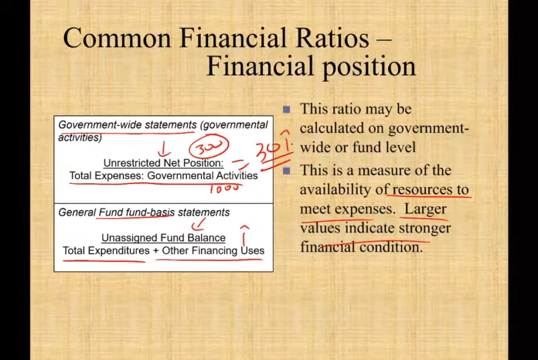 Common Financial Ratios –
Financial position
Government-wide statements (governmental
activities)
300
Unrestricted Net Position:
= 30%
Total Expenses: Governmental Activities
1000
General Fund fund-basis statements
Unassigned Fund Balance
Total Expenditures + Other Financing Uses
This ratio may be
calculated on government-
wide or fund level
This is a measure of the
availability of resources to
meet expenses. Larger
values indicate stronger
financial condition.